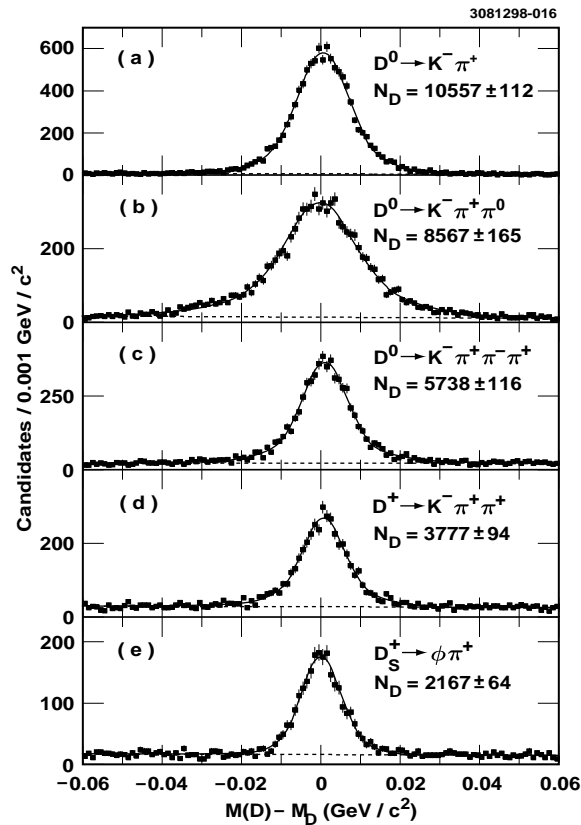 3081298-016
Candidates / 0.001 GeV / c²
600
400
200
0
( a )
D⁰ → K⁻ π⁺
N_D = 10557 ± 112
200
0
( b )
D⁰ → K⁻ π⁺ π⁰
N_D = 8567 ± 165
250
0
( c )
D⁰ → K⁻ π⁺ π⁻ π⁺
N_D = 5738 ± 116
200
0
( d )
D⁺ → K⁻ π⁺ π⁺
N_D = 3777 ± 94
200
100
0
( e )
D_S⁺ → ϕ π⁺
N_D = 2167 ± 64
−0.06 −0.04 −0.02 0 0.02 0.04 0.06
M(D) − M_D (GeV / c²)